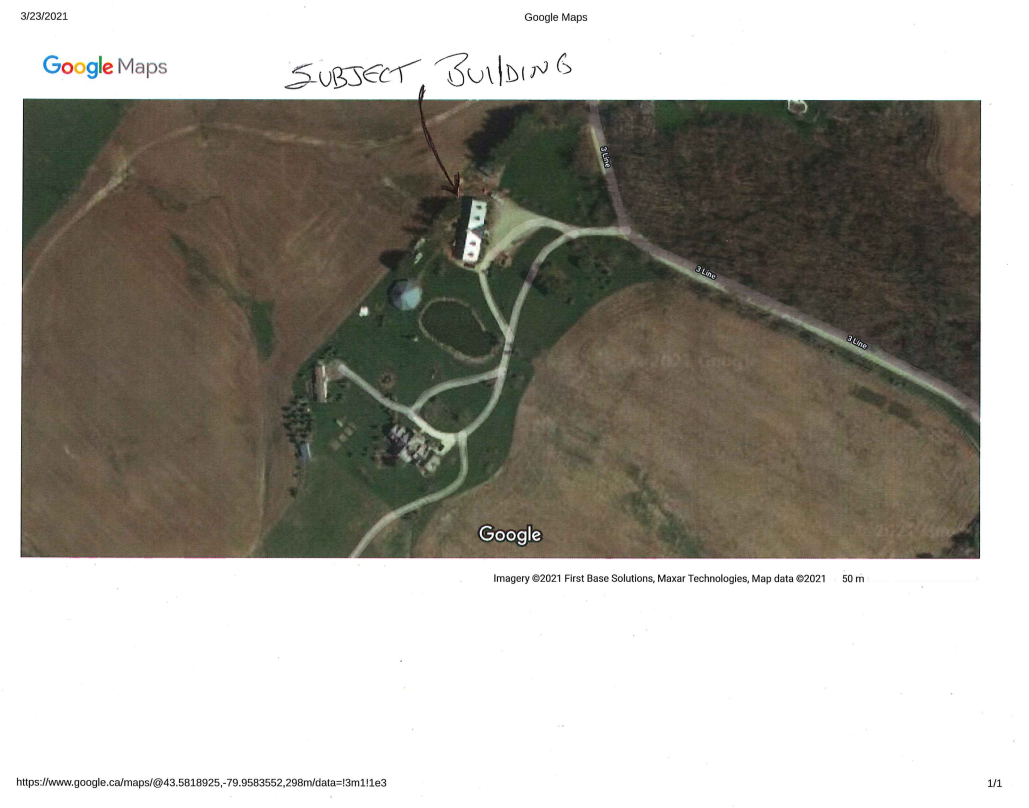 3/23/2021 Google Maps
Google Maps
SUBJECT BUILDING
3 Line
3 Line
3 Line
Google
Imagery ©2021 First Base Solutions, Maxar Technologies, Map data ©2021 50 m
https://www.google.ca/maps/@43.5818925,-79.9583552,298m/data=!3m1!1e3 1/1